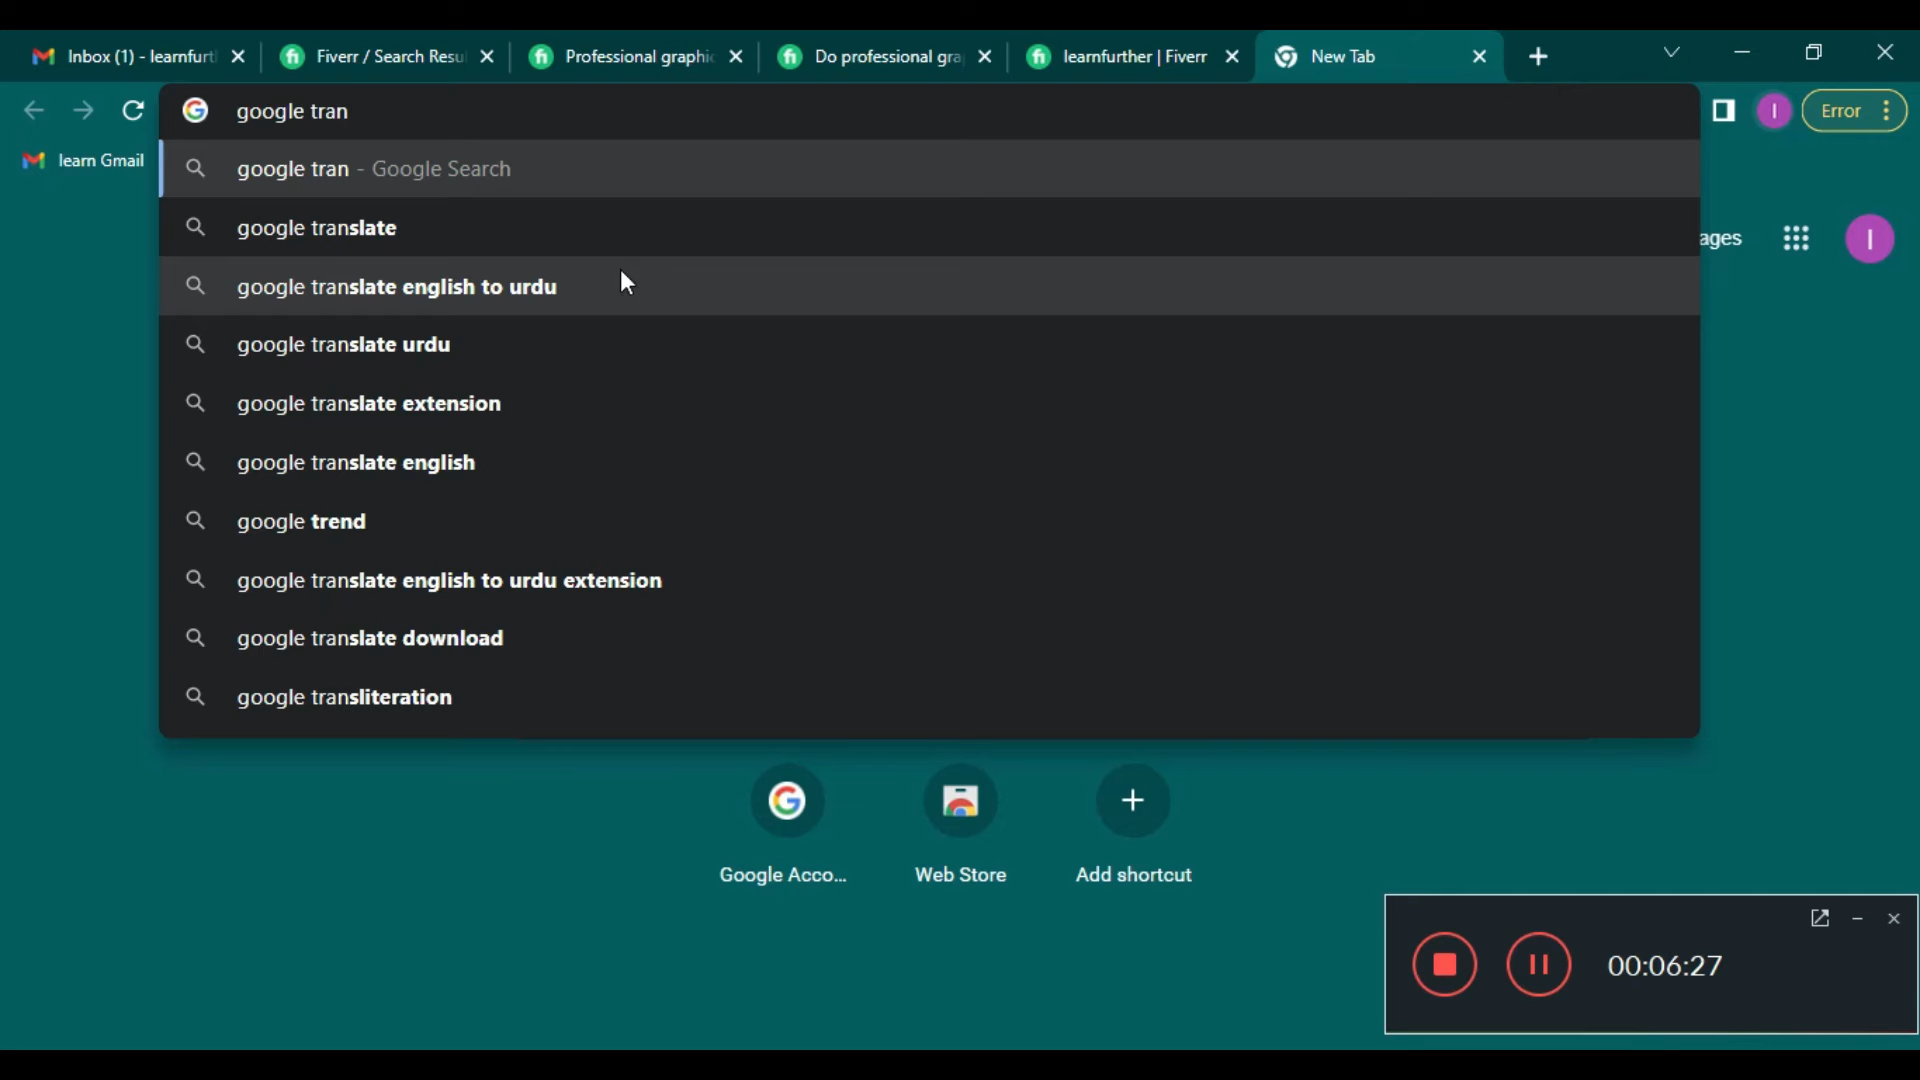 Inbox (1) - learnfurt
Fiverr / Search Resu
Professional graphic
Do professional gra
learnfurther | Fiverr
New Tab
google tran
Error
learn Gmail
google tran - Google Search
google translate
ages
I
google translate english to urdu
google translate urdu
google translate extension
google translate english
google trend
google translate english to urdu extension
google translate download
google transliteration
Google Acco...
Web Store
Add shortcut
00:06:27